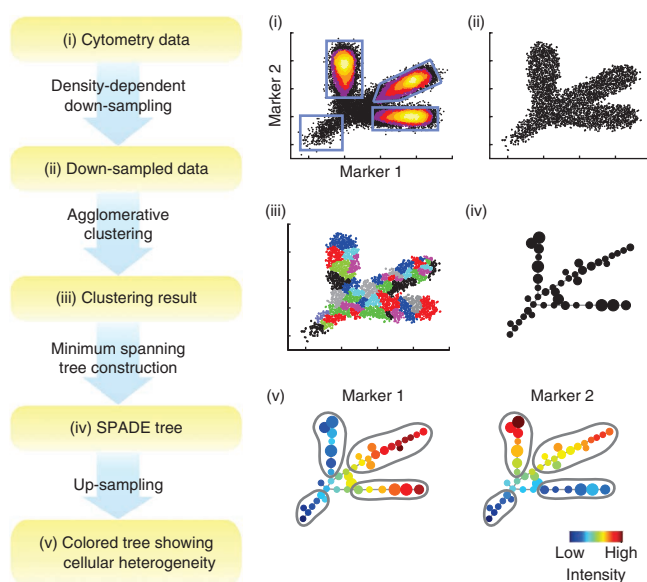 (i) Cytometry data
Density-dependent
down-sampling
(ii) Down-sampled data
Agglomerative
clustering
(iii) Clustering result
Minimum spanning
tree construction
(iv) SPADE tree
Up-sampling
(v) Colored tree showing
cellular heterogeneity
(i)
Marker 2
Marker 1
(ii)
(iii)
(iv)
(v)
Marker 1
Marker 2
Low
High
Intensity